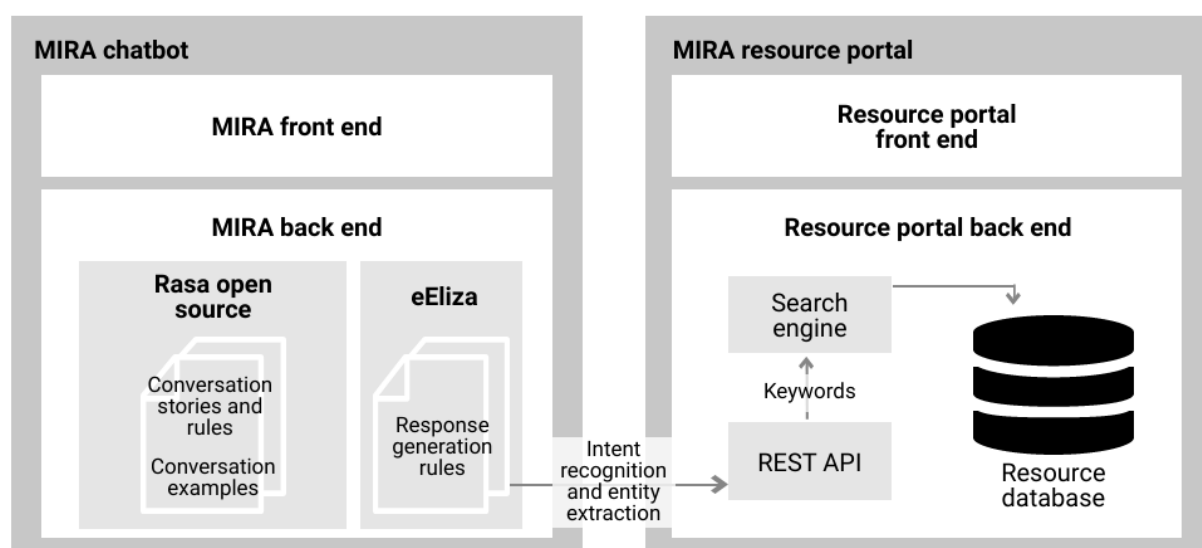 MIRA chatbot
MIRA front end
MIRA back end
Rasa open
source
Conversation
stories and
rules
Conversation
examples
eEliza
Response
generation
rules
Intent
recognition
and entity
extraction
MIRA resource portal
Resource portal
front end
Resource portal back end
Search
engine
Keywords
REST API
Resource
database